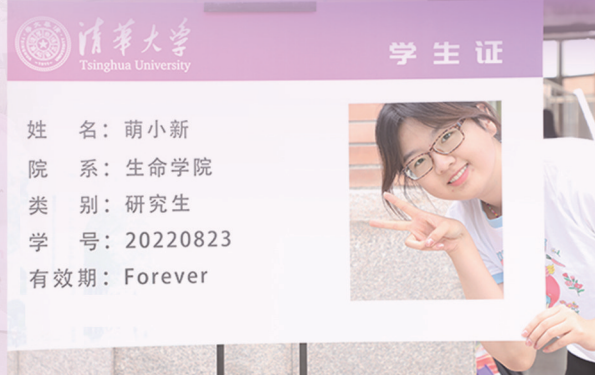 清華大学
Tsinghua University
学生证
姓 名：萌小新
院 系：生命学院
类 别：研究生
学 号：20220823
有效期：Forever